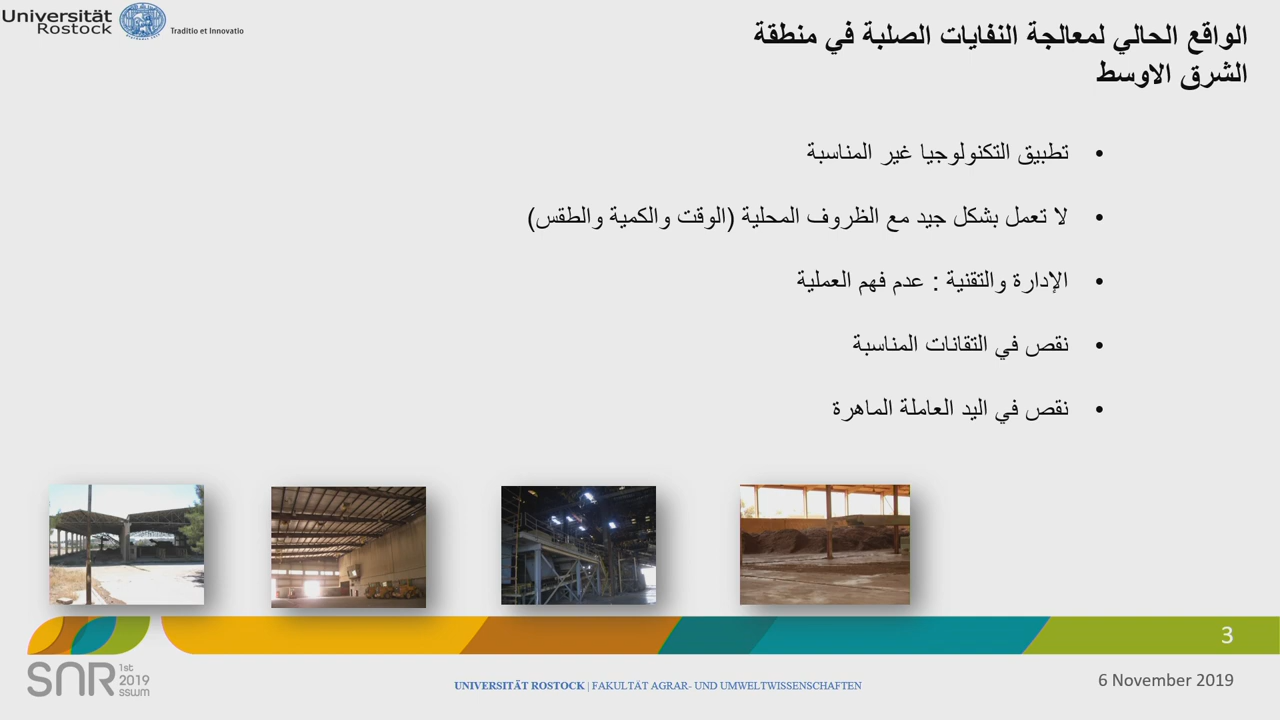 Universität
Rostock
Traditio et Innovatio
الواقع الحالي لمعالجة النفايات الصلبة في منطقة
الشرق الاوسط
• تطبيق التكنولوجيا غير المناسبة
• لا تعمل بشكل جيد مع الظروف المحلية (الوقت والكمية والطقس)
• الإدارة والتقنية : عدم فهم العملية
• نقص في التقانات المناسبة
• نقص في اليد العاملة الماهرة
3
SNR
1st
2019
sswm
UNIVERSITÄT ROSTOCK | FAKULTÄT AGRAR- UND UMWELTWISSENSCHAFTEN
6 November 2019